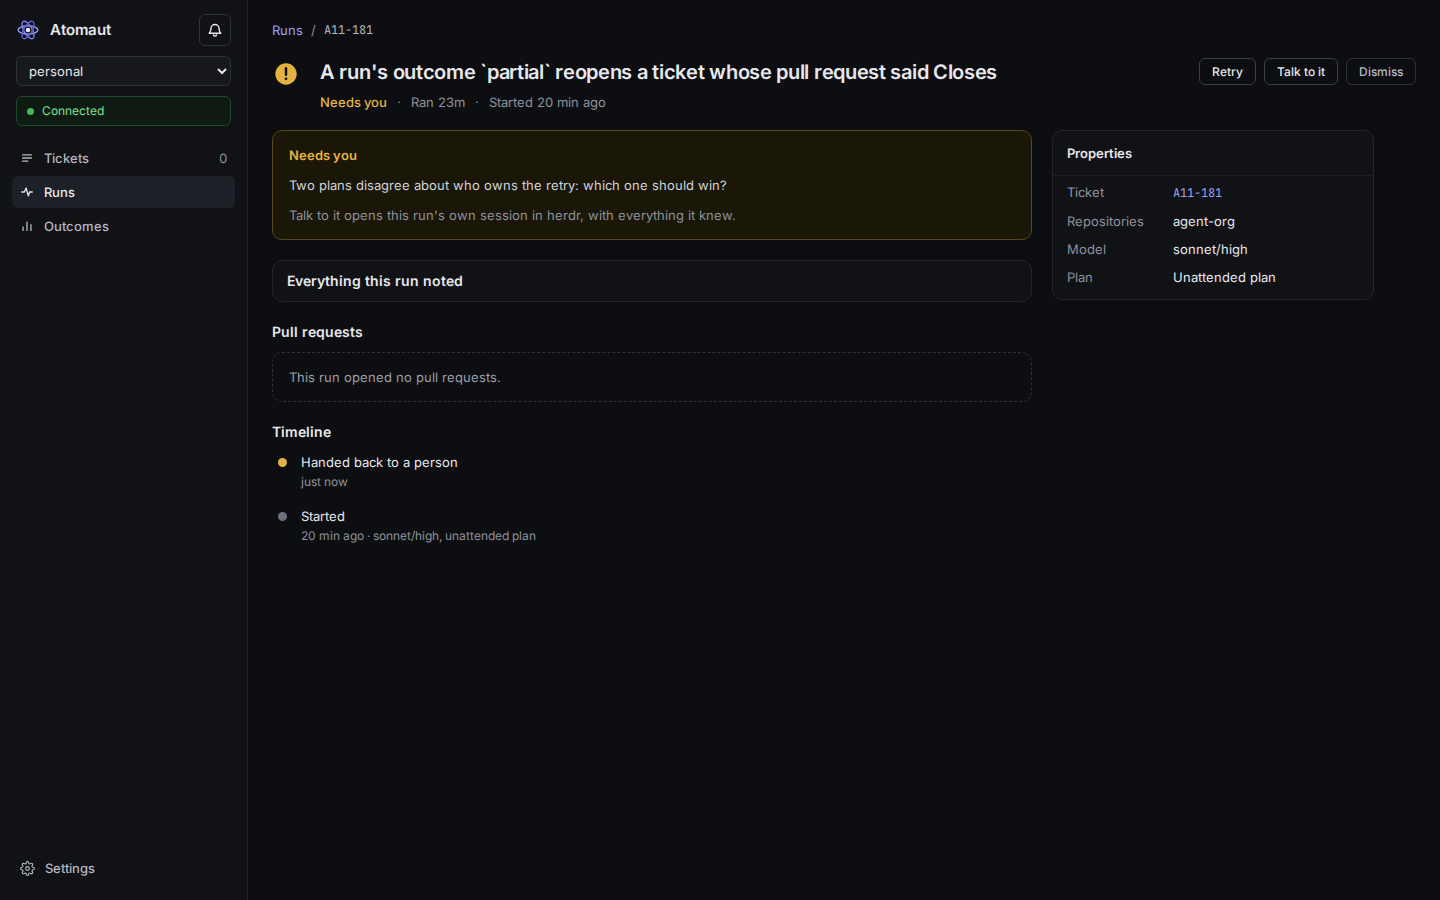 Atomaut
personal
Connected
Tickets 0
Runs
Outcomes
Settings
Runs / A11-181
A run's outcome `partial` reopens a ticket whose pull request said Closes
Needs you · Ran 23m · Started 20 min ago
Retry
Talk to it
Dismiss
Needs you
Two plans disagree about who owns the retry: which one should win?
Talk to it opens this run's own session in herdr, with everything it knew.
Everything this run noted
Pull requests
This run opened no pull requests.
Timeline
Handed back to a person
just now
Started
20 min ago · sonnet/high, unattended plan
Properties
Ticket A11-181
Repositories agent-org
Model sonnet/high
Plan Unattended plan